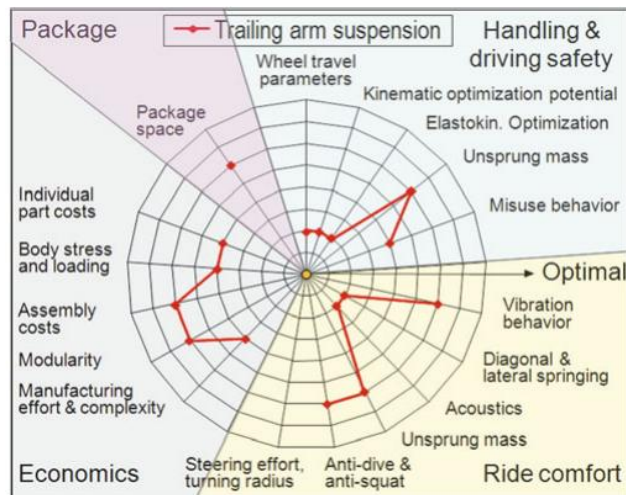 Package
Trailing arm suspension
Handling &
driving safety
Wheel travel
parameters
Kinematic optimization potential
Elastokin. Optimization
Unsprung mass
Misuse behavior
Package
space
Individual
part costs
Body stress
and loading
Optimal
Assembly
costs
Vibration
behavior
Modularity
Diagonal &
lateral springing
Manufacturing
effort & complexity
Acoustics
Unsprung mass
Steering effort,
turning radius
Anti-dive &
anti-squat
Economics
Ride comfort